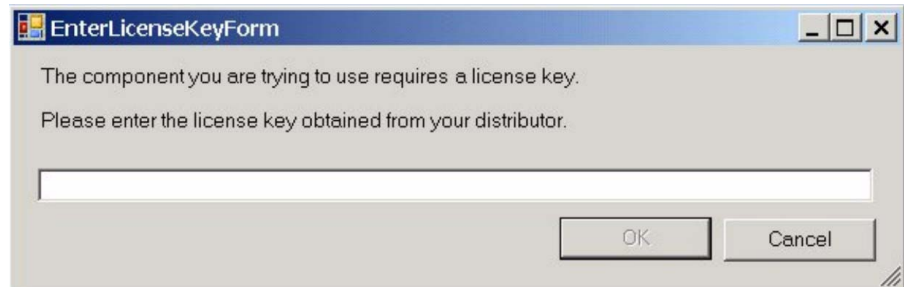 EnterLicenseKeyForm
The component you are trying to use requires a license key.
Please enter the license key obtained from your distributor.
OK
Cancel